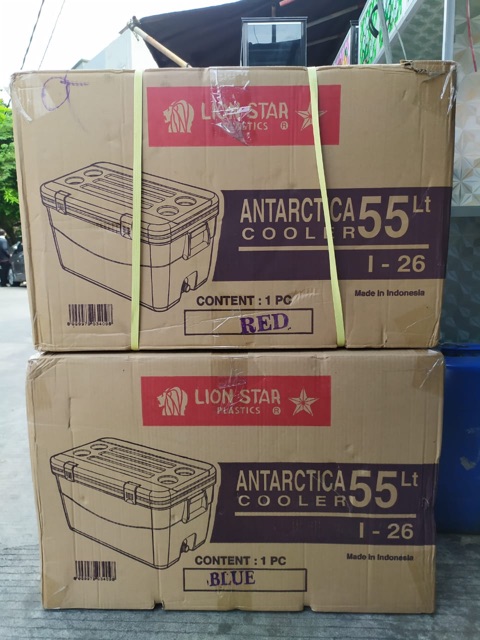 LION STAR
PLASTICS ®
ANTARCTICA 55 Lt
COOLER
I - 26
CONTENT : 1 PC
Made In Indonesia
RED
LION STAR
PLASTICS ®
ANTARCTICA 55 Lt
COOLER
I - 26
CONTENT : 1 PC
Made In Indonesia
BLUE